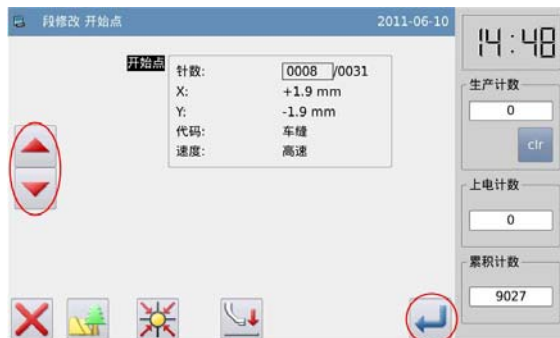 段修改 开始点 2011-06-10
14:48
开始点
针数: 0008 /0031
X: +1.9 mm
Y: -1.9 mm
代码: 车缝
速度: 高速
生产计数
0
clr
上电计数
0
累积计数
9027